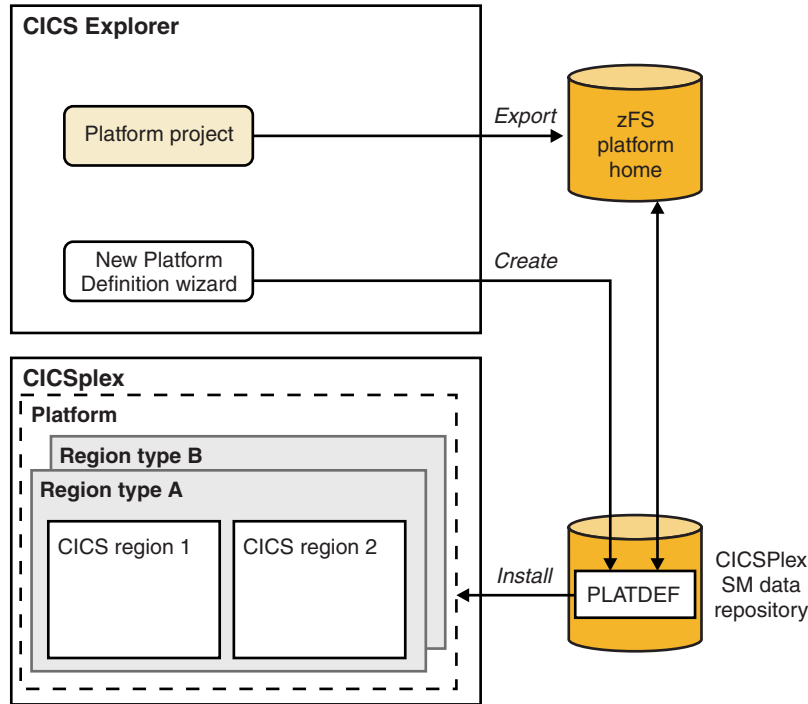 CICS Explorer
Platform project
Export
zFS
platform
home
New Platform
Definition wizard
Create
CICSplex
Platform
Region type B
Region type A
CICS region 1
CICS region 2
Install
PLATDEF
CICSPlex
SM data
repository